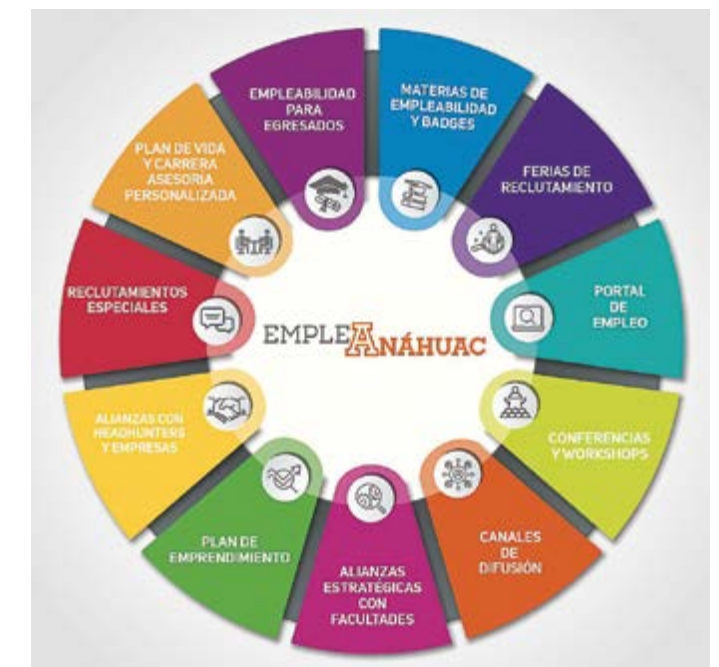 EMPLEABILIDAD
PARA
EGRESADOS
MATERIAS DE
EMPLEABILIDAD
Y BADGES
FERIAS DE
RECLUTAMIENTO
PORTAL
DE
EMPLEO
CONFERENCIAS
Y WORKSHOPS
CANALES
DE
DIFUSIÓN
ALIANZAS
ESTRATÉGICAS
CON
FACULTADES
PLAN DE
EMPRENDIMIENTO
ALIANZAS CON
HEADHUNTERS
Y EMPRESAS
RECLUTAMIENTOS
ESPECIALES
PLAN DE VIDA
Y CARRERA
ASESORIA
PERSONALIZADA
EMPLEANÁHUAC